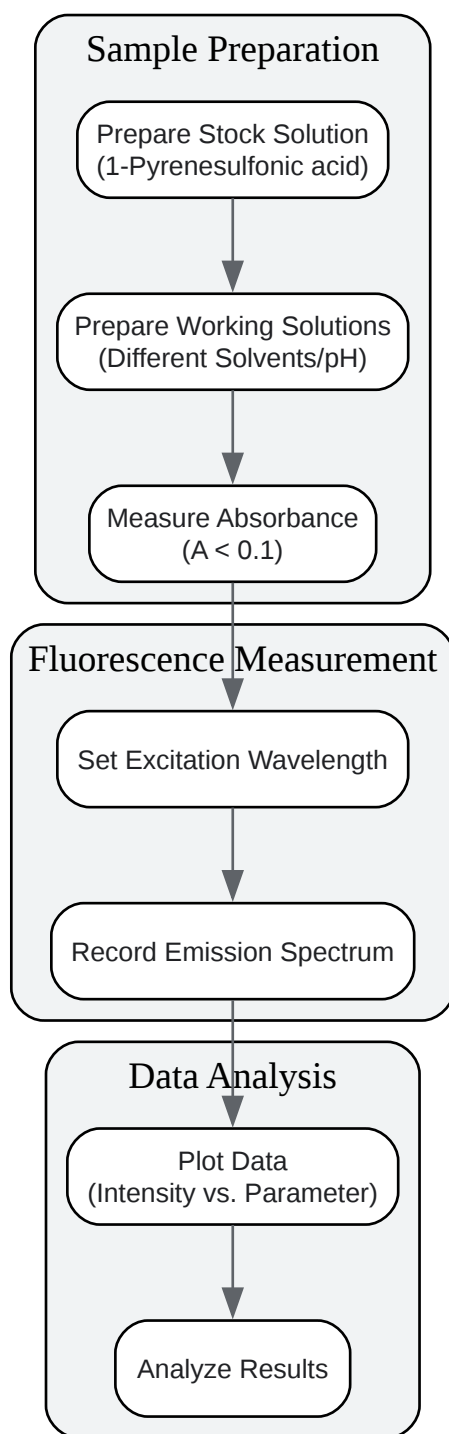 Sample Preparation
Prepare Stock Solution
(1-Pyrenesulfonic acid)
Prepare Working Solutions
(Different Solvents/pH)
Measure Absorbance
(A < 0.1)
Fluorescence Measurement
Set Excitation Wavelength
Record Emission Spectrum
Data Analysis
Plot Data
(Intensity vs. Parameter)
Analyze Results